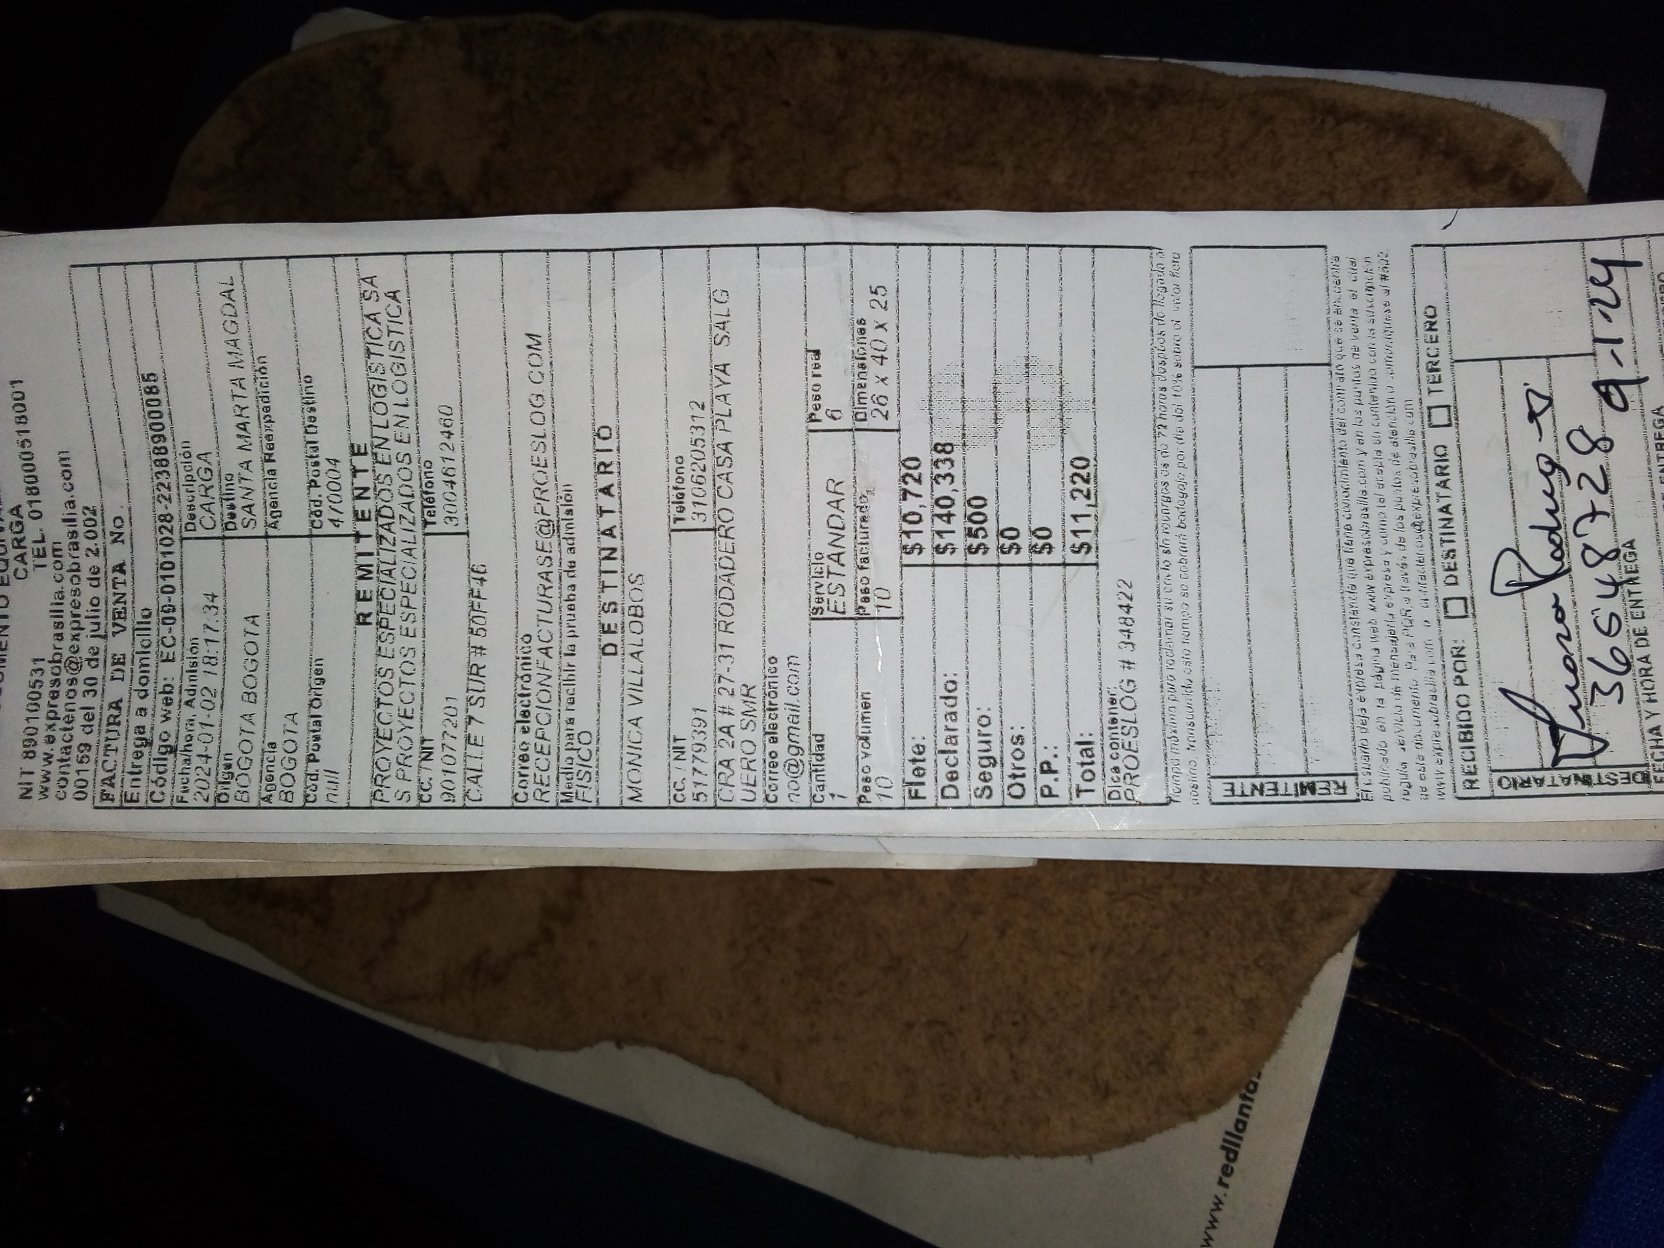 CARGA
NIT 890100531 TEL. 0180000518001
www.expresobrasilia.com
contactenos@expresobrasilia.com
00159 del 30 de julio de 2.002
FACTURA DE VENTA No.
Entrega a domicilio
Código web: EC-09-0101028-2238890085
Fecha/hora, Admisión Descripción
2024-01-02 18:17:34 CARGA
Origen Destino
BOGOTA BOGOTA SANTA MARTA MAGDAL
Agencia Agencia Reexpedición
BOGOTA
Cód. Postal Origen Cód. Postal Destino
null 470004
REMITENTE
PROYECTOS ESPECIALIZADOS EN LOGISTICA SA
S PROYECTOS ESPECIALIZADOS EN LOGISTICA
CC. / NIT Teléfono
901077201 3004612460
CALLE 7 SUR # 50FF46
Correo electrónico
RECEPCIONFACTURASE@PROESLOG.COM
Medio para recibir la prueba de admisión
FISICO
DESTINATARIO
MONICA VILLALOBOS
CC. / NIT Teléfono
51779391 3106205312
CRA 2A # 27-31 RODADERO CASA PLAYA SALG
UERO SMR
Correo electrónico
no@gmail.com
Cantidad Servicio Peso real
1 ESTANDAR 6
Peso volumen Peso facturado Dimensiones
10 10 26 x 40 x 25
Flete: $10,720
Declarado: $140,338
Seguro: $500
Otros: $0
P.P.: $0
Total: $11,220
Dice contener:
PROESLOG # 348422
REMITENTE
RECIBIDO POR: DESTINATARIO TERCERO
DESTINATARIO
36548728 9-1-24
FECHA Y HORA DE ENTREGA
www.redllanta